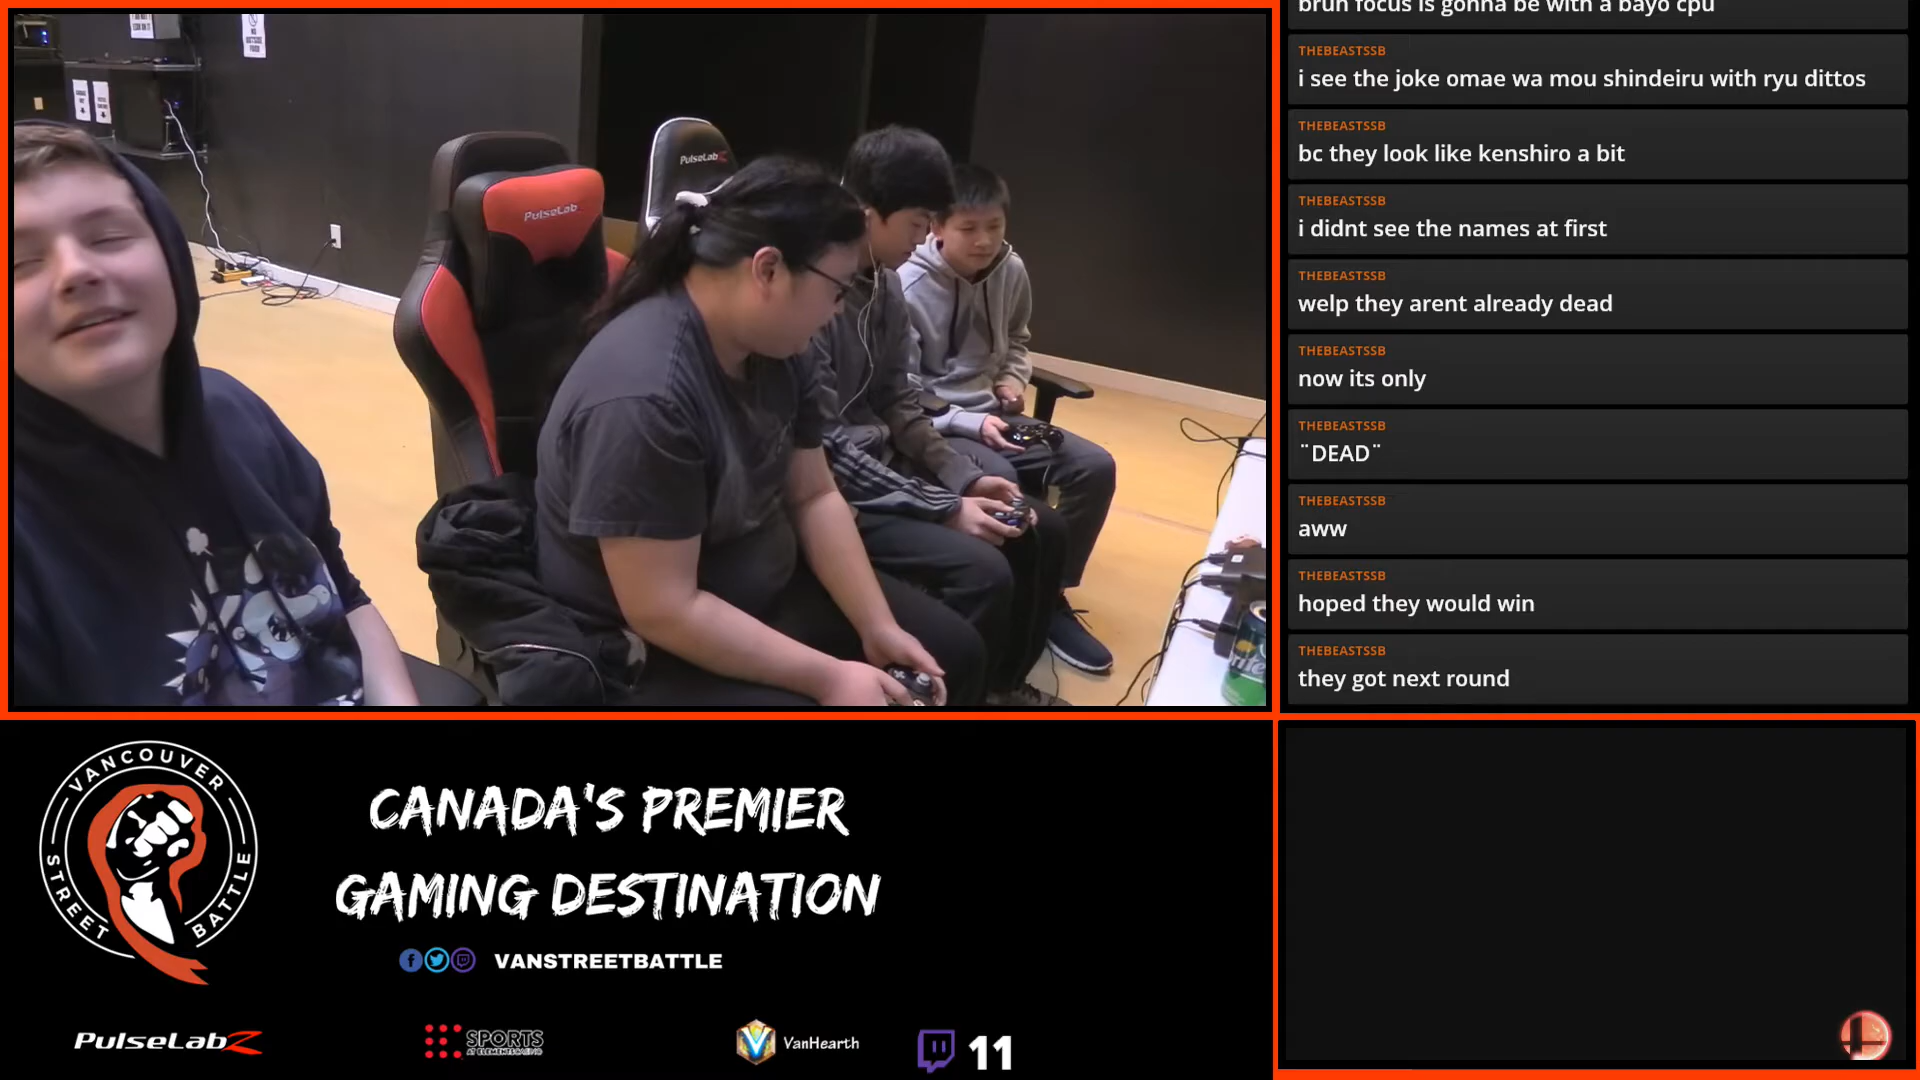 PulseLabZ
PulseLab
bruh focus is gonna be with a bayo cpu
THEBEASTSSB
i see the joke omae wa mou shindeiru with ryu dittos
THEBEASTSSB
bc they look like kenshiro a bit
THEBEASTSSB
i didnt see the names at first
THEBEASTSSB
welp they arent already dead
THEBEASTSSB
now its only
THEBEASTSSB
¨DEAD¨
THEBEASTSSB
aww
THEBEASTSSB
hoped they would win
THEBEASTSSB
they got next round
VANCOUVER
STREET BATTLE
CANADA'S PREMIER
GAMING DESTINATION
VANSTREETBATTLE
PULSELABZ
SPORTS
VanHearth
11